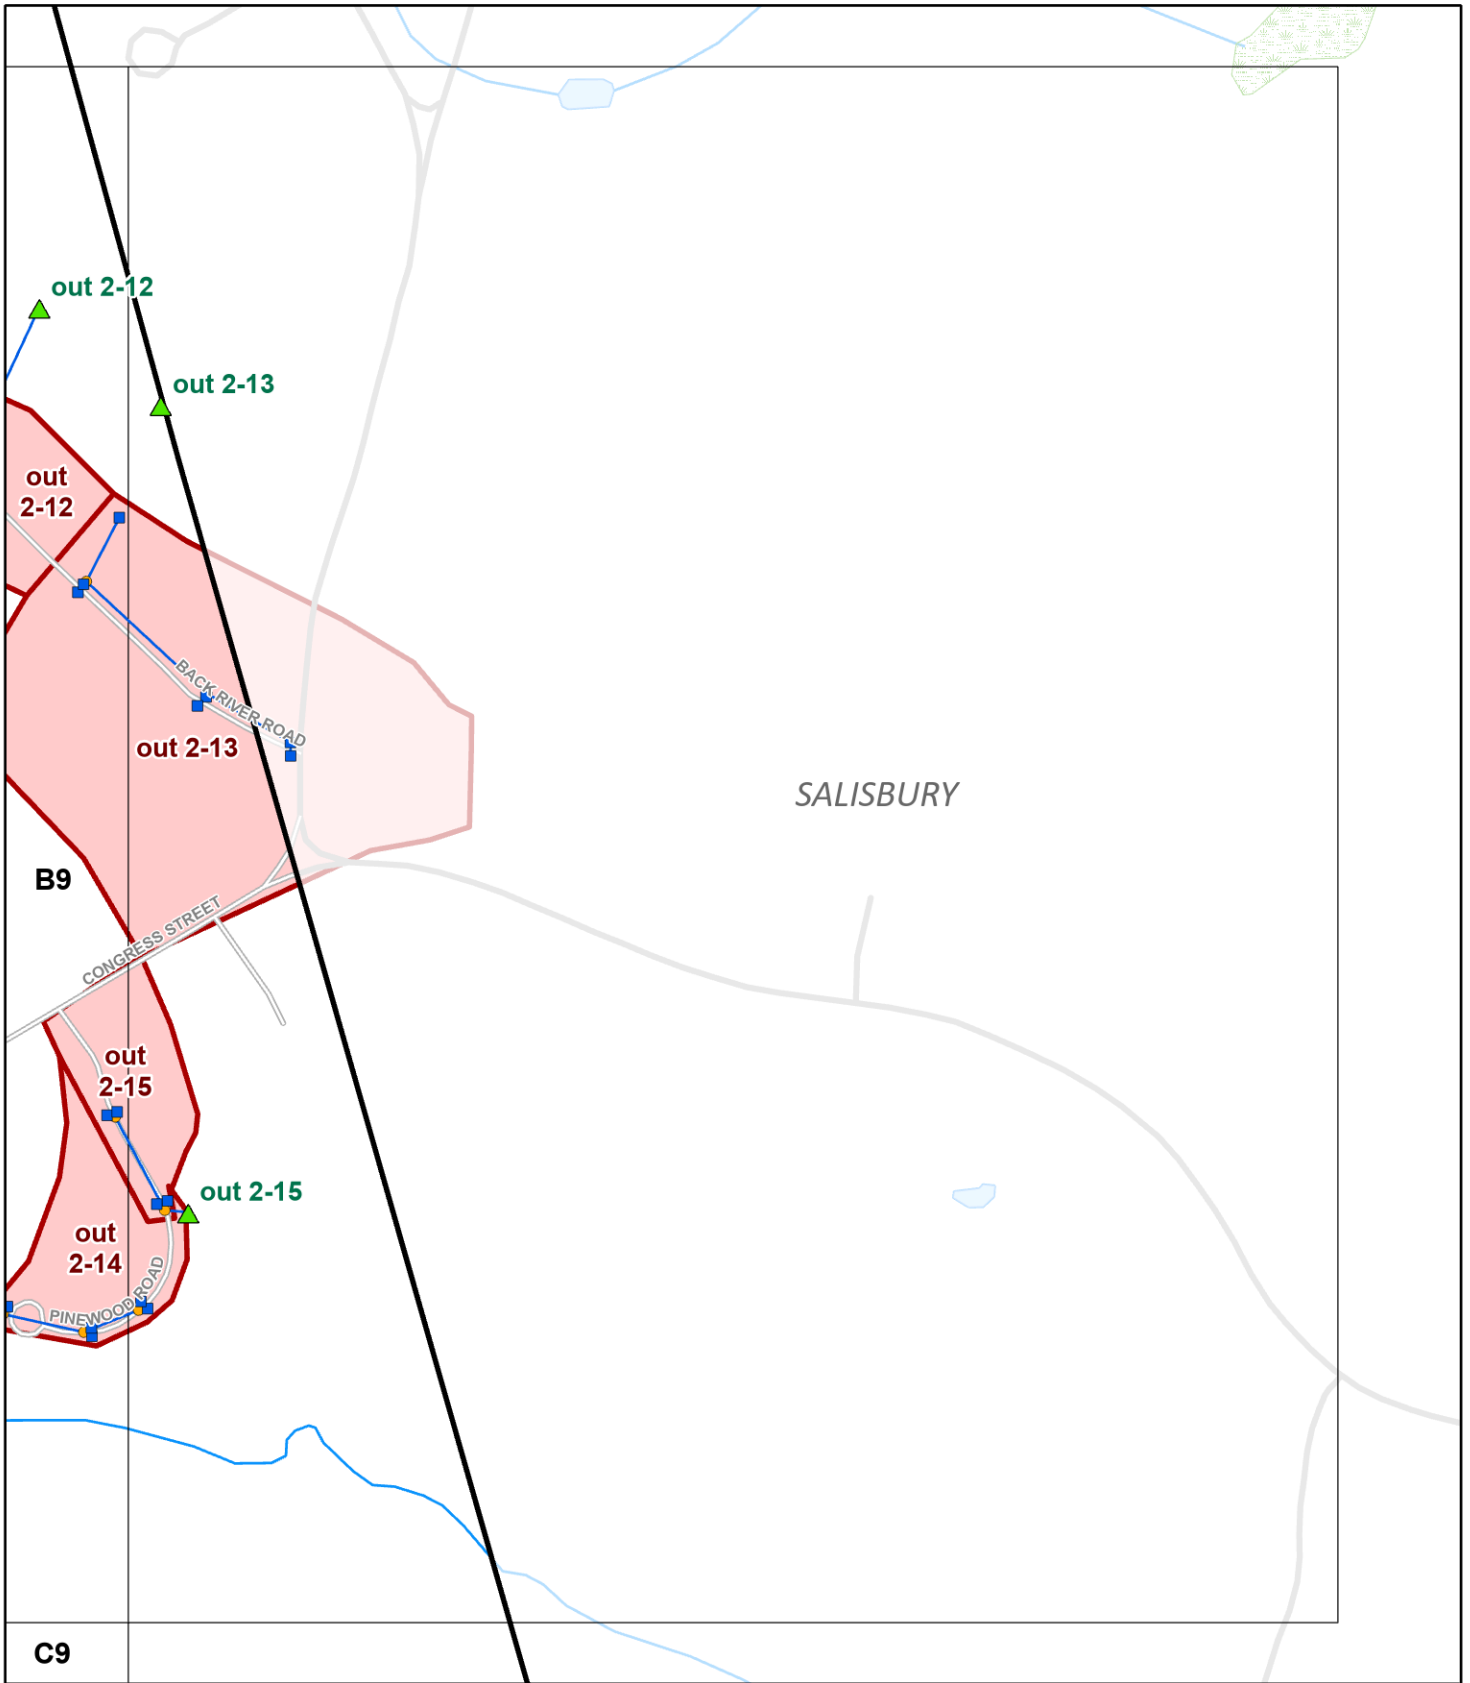 out 2-12
out 2-13
out
2-12
BACK RIVER ROAD
out 2-13
SALISBURY
B9
CONGRESS STREET
out
2-15
out 2-15
out
2-14
PINEWOOD ROAD
C9